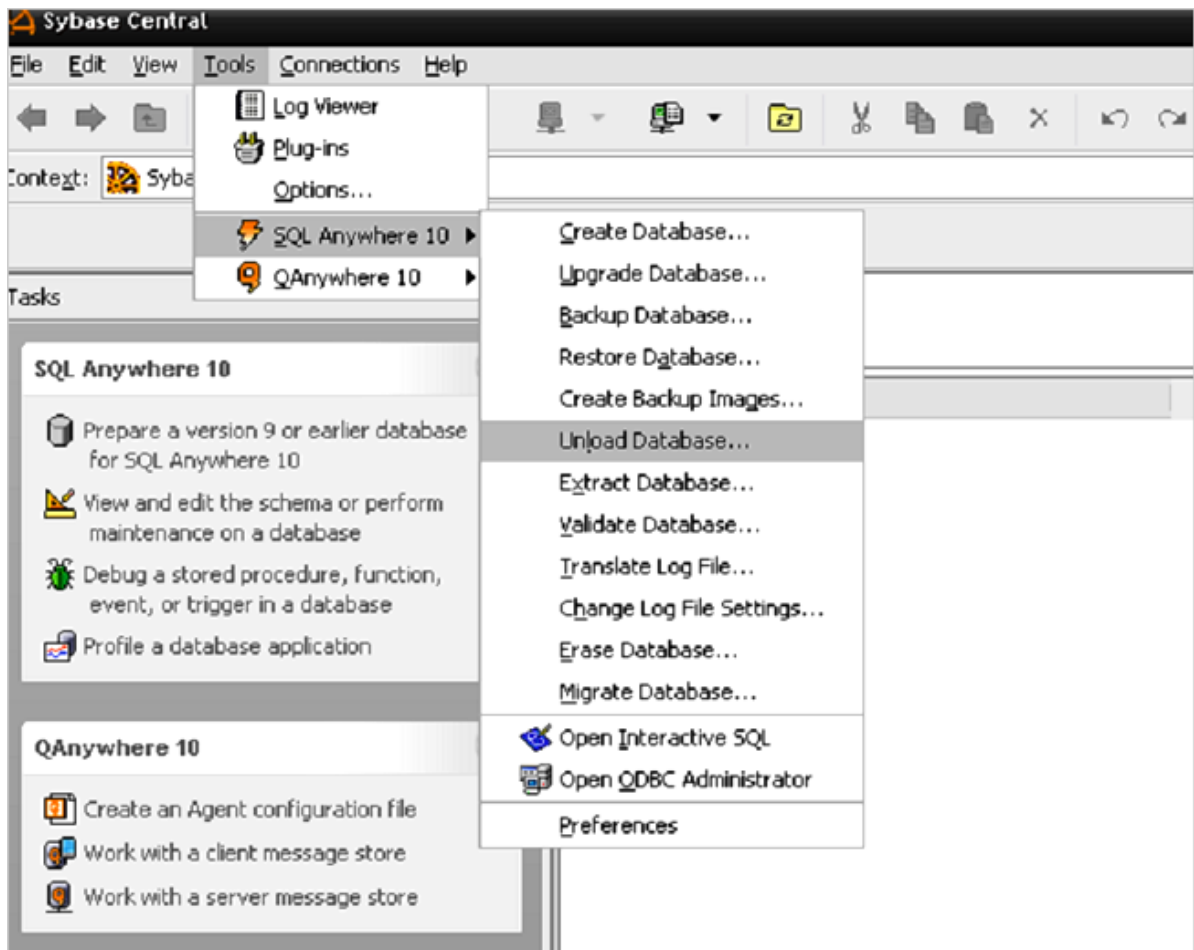 Sybase Central
File Edit View Tools Connections Help
Log Viewer
Plug-ins
Context: Syba
Options...
SQL Anywhere 10
QAnywhere 10
Create Database...
Upgrade Database...
Backup Database...
Restore Database...
Create Backup Images...
Unload Database...
Extract Database...
Validate Database...
Translate Log File...
Change Log File Settings...
Erase Database...
Migrate Database...
Open Interactive SQL
Open ODBC Administrator
Preferences
Tasks
SQL Anywhere 10
Prepare a version 9 or earlier database
for SQL Anywhere 10
View and edit the schema or perform
maintenance on a database
Debug a stored procedure, function,
event, or trigger in a database
Profile a database application
QAnywhere 10
Create an Agent configuration file
Work with a client message store
Work with a server message store